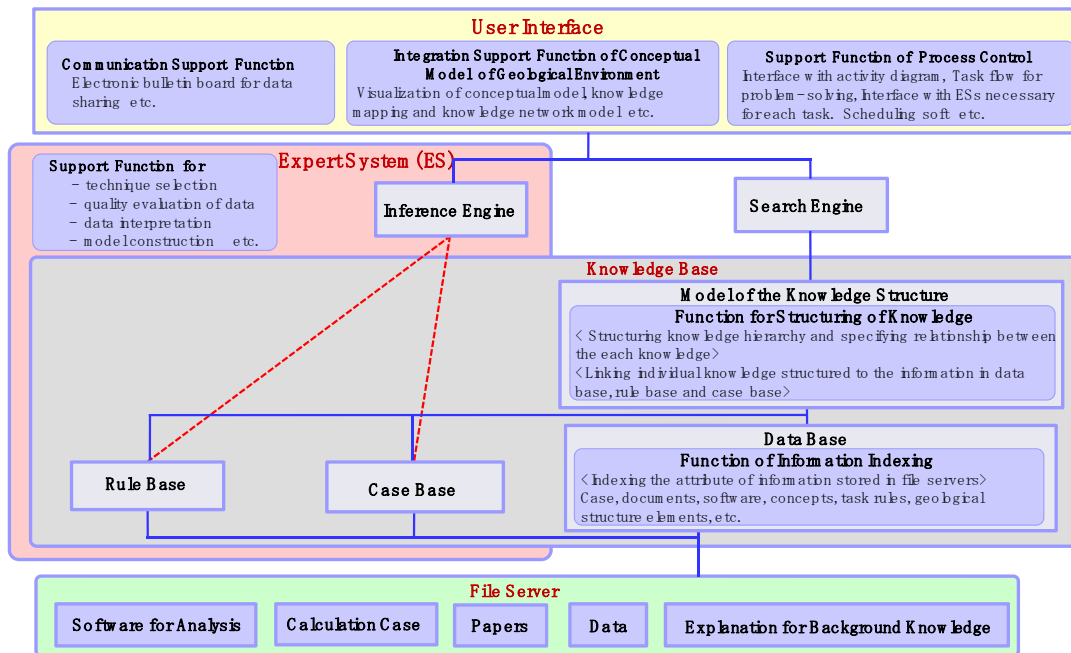 User Interface
Communication Support Function
Electronic bulletin board for data
sharing etc.
Integration Support Function of Conceptual
Model of Geological Environment
Visualization of conceptual model, knowledge
mapping and knowledge network model etc.
Support Function of Process Control
Interface with activity diagram, Task flow for
problem-solving, Interface with ESs necessary
for each task. Scheduling soft etc.
Expert System (ES)
Support Function for
- technique selection
- quality evaluation of data
- data interpretation
- model construction etc.
Inference Engine
Search Engine
Knowledge Base
Model of the Knowledge Structure
Function for Structuring of Knowledge
< Structuring knowledge hierarchy and specifying relationship between
the each knowledge>
<Linking individual knowledge structured to the information in data
base, rule base and case base>
Data Base
Function of Information Indexing
<Indexing the attribute of information stored in file servers>
Case, documents, software, concepts, task rules, geological
structure elements, etc.
Rule Base
Case Base
File Server
Software for Analysis
Calculation Case
Papers
Data
Explanation for Background Knowledge